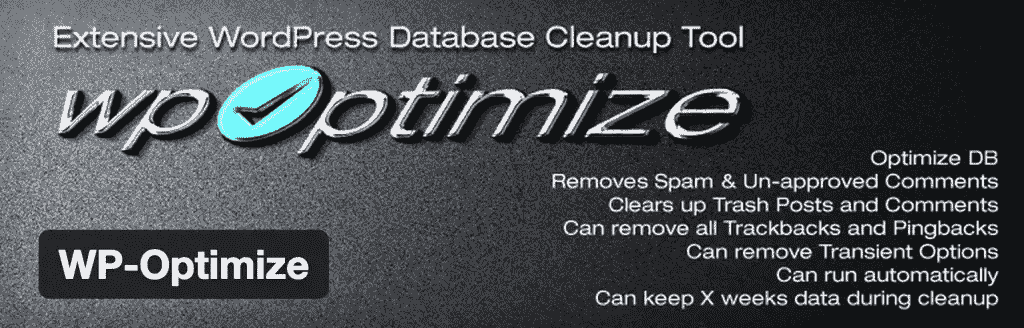 Extensive WordPress Database Cleanup Tool
wpOptimize
Optimize DB
Removes Spam & Un-approved Comments
Clears up Trash Posts and Comments
Can remove all Trackbacks and Pingbacks
Can remove Transient Options
Can run automatically
Can keep X weeks data during cleanup
WP-Optimize